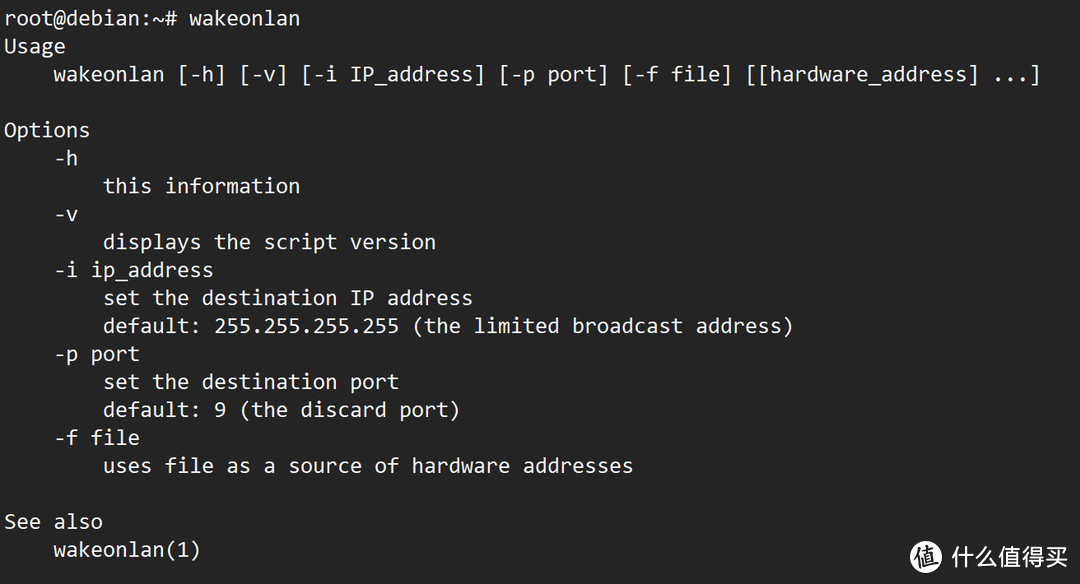 root@debian:~# wakeonlan
Usage
    wakeonlan [-h] [-v] [-i IP_address] [-p port] [-f file] [[hardware_address] ...]

Options
    -h
        this information
    -v
        displays the script version
    -i ip_address
        set the destination IP address
        default: 255.255.255.255 (the limited broadcast address)
    -p port
        set the destination port
        default: 9 (the discard port)
    -f file
        uses file as a source of hardware addresses

See also
    wakeonlan(1)
值 什么值得买